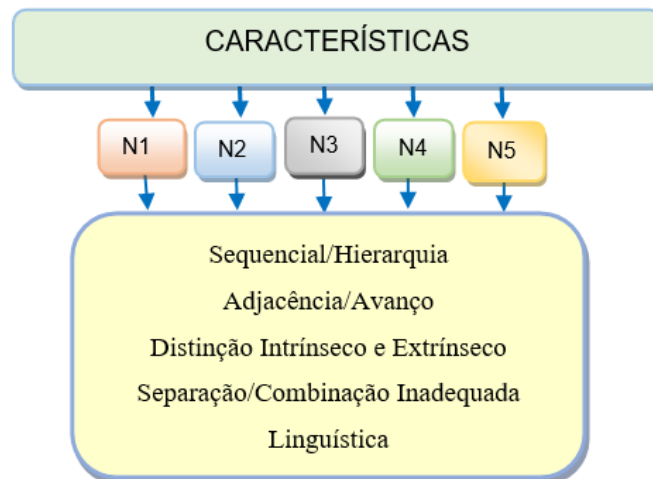 CARACTERÍSTICAS
N1 N2 N3 N4 N5
Sequencial/Hierarquia
Adjacência/Avanço
Distinção Intrínseco e Extrínseco
Separação/Combinação Inadequada
Linguística